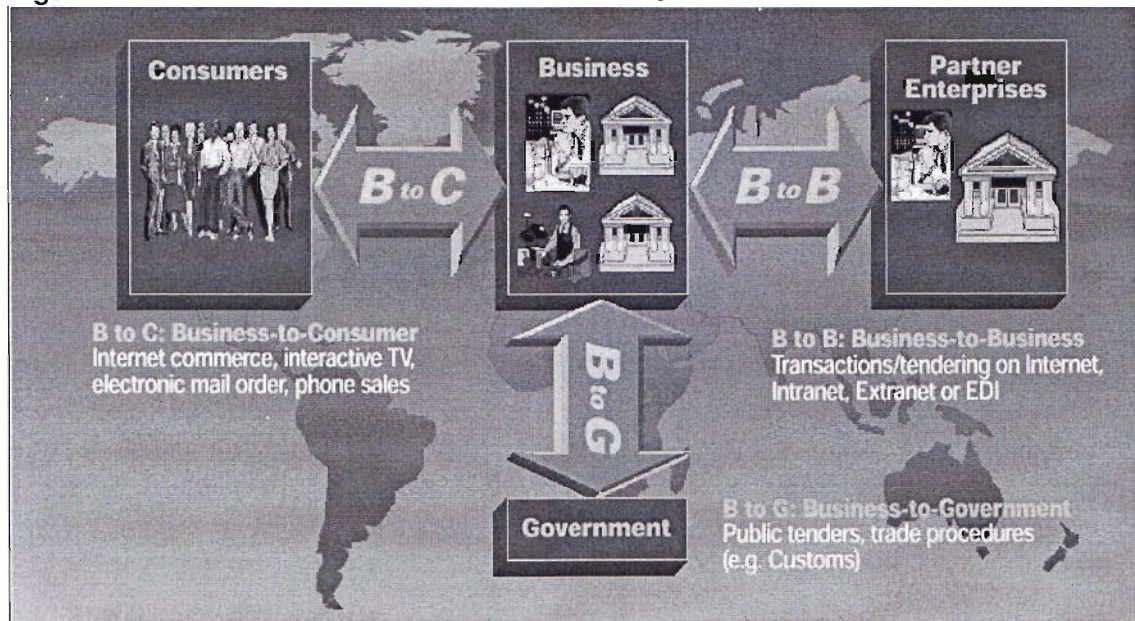 Consumers
Business
Partner
Enterprises
B to C
B to B
B to C: Business-to-Consumer
Internet commerce, interactive TV,
electronic mail order, phone sales
B to B: Business-to-Business
Transactions/tendering on Internet,
Intranet, Extranet or EDI
B to G
Government
B to G: Business-to-Government
Public tenders, trade procedures
(e.g. Customs)